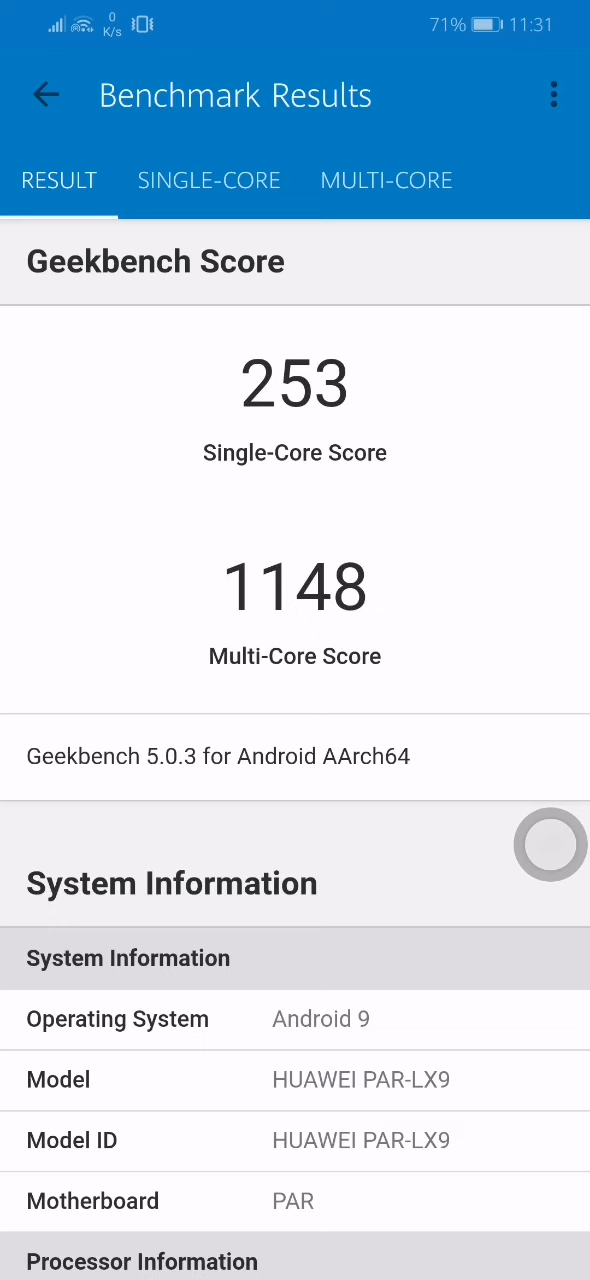 0 K/s 71% 11:31
Benchmark Results
RESULT SINGLE-CORE MULTI-CORE
Geekbench Score
253
Single-Core Score
1148
Multi-Core Score
Geekbench 5.0.3 for Android AArch64
System Information
System Information
Operating System Android 9
Model HUAWEI PAR-LX9
Model ID HUAWEI PAR-LX9
Motherboard PAR
Processor Information